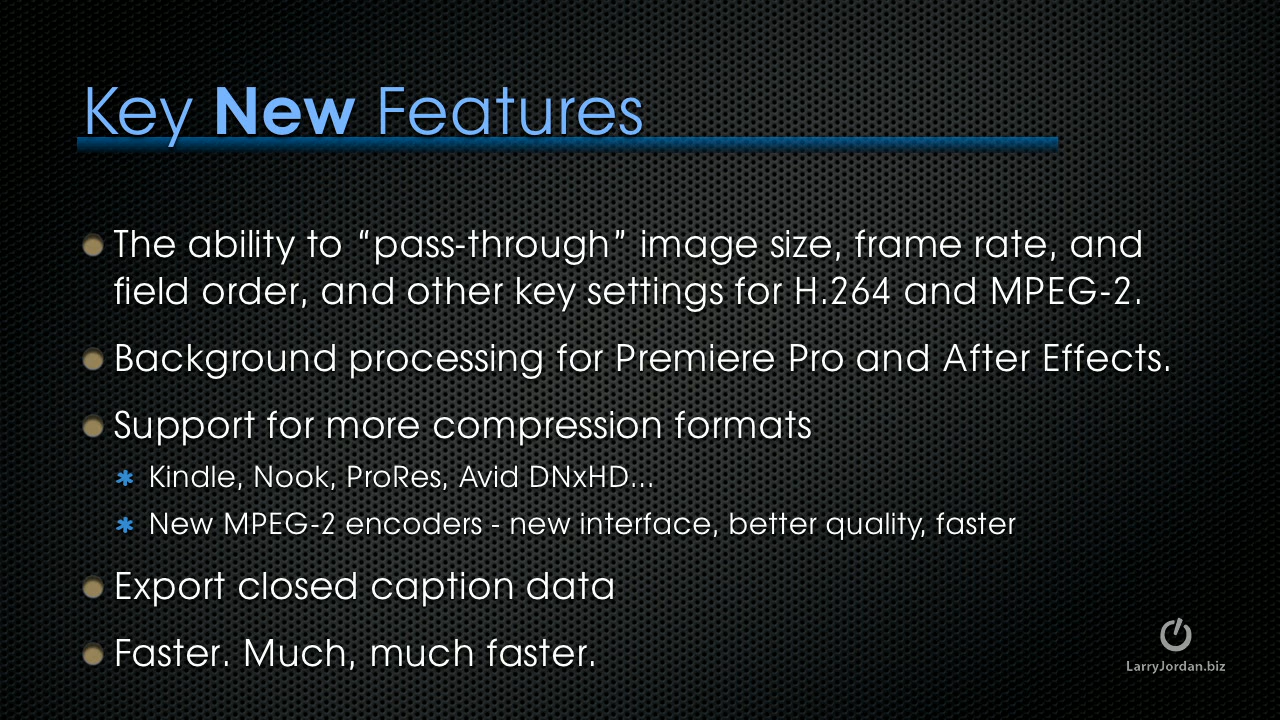 Key New Features
The ability to “pass-through” image size, frame rate, and
field order, and other key settings for H.264 and MPEG-2.
Background processing for Premiere Pro and After Effects.
Support for more compression formats
Kindle, Nook, ProRes, Avid DNxHD...
New MPEG-2 encoders - new interface, better quality, faster
Export closed caption data
Faster. Much, much faster.
LarryJordan.biz